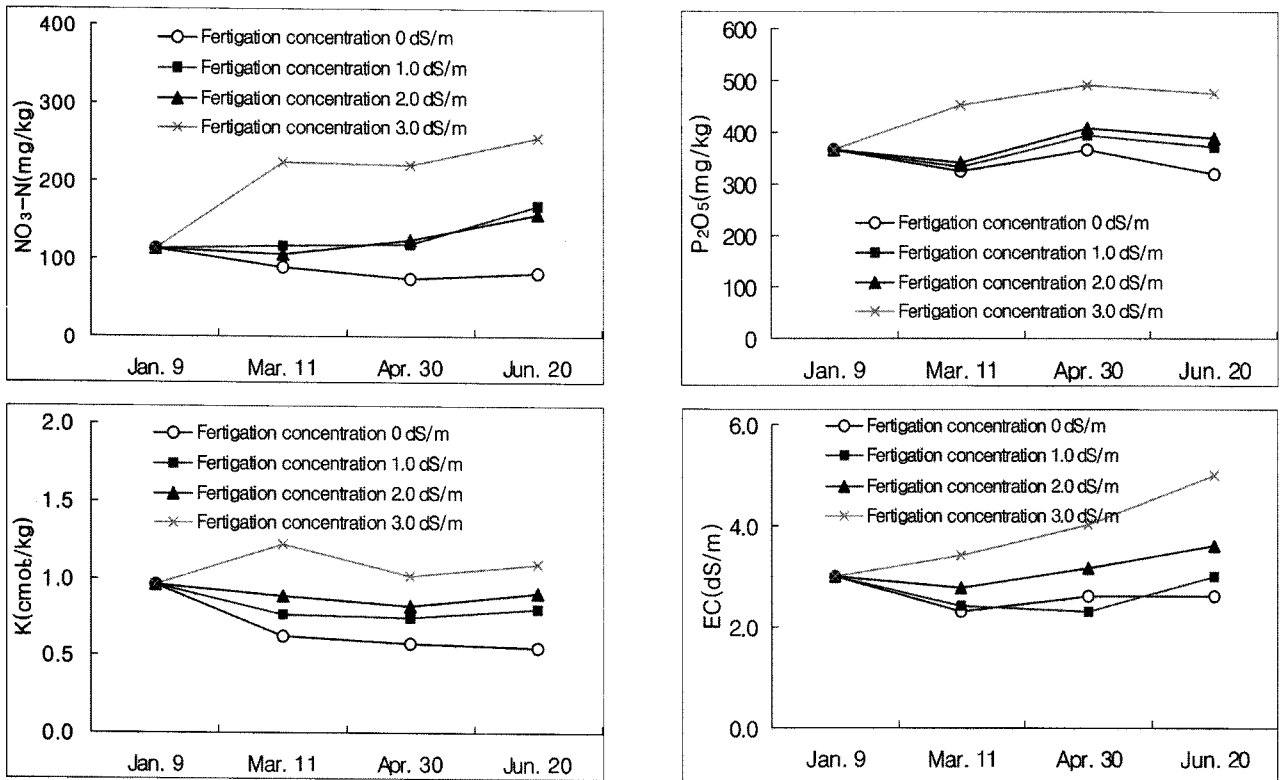 400
300
200
100
0
NO₃-N(mg/kg)
Fertigation concentration 0 dS/m
Fertigation concentration 1.0 dS/m
Fertigation concentration 2.0 dS/m
Fertigation concentration 3.0 dS/m
Jan. 9 Mar. 11 Apr. 30 Jun. 20
600
500
400
300
200
100
0
P₂O₅(mg/kg)
Fertigation concentration 0 dS/m
Fertigation concentration 1.0 dS/m
Fertigation concentration 2.0 dS/m
Fertigation concentration 3.0 dS/m
Jan. 9 Mar. 11 Apr. 30 Jun. 20
2.0
1.5
1.0
0.5
0.0
K(cmol₆/kg)
Fertigation concentration 0 dS/m
Fertigation concentration 1.0 dS/m
Fertigation concentration 2.0 dS/m
Fertigation concentration 3.0 dS/m
Jan. 9 Mar. 11 Apr. 30 Jun. 20
6.0
4.0
2.0
0.0
EC(dS/m)
Fertigation concentration 0 dS/m
Fertigation concentration 1.0 dS/m
Fertigation concentration 2.0 dS/m
Fertigation concentration 3.0 dS/m
Jan. 9 Mar. 11 Apr. 30 Jun. 20